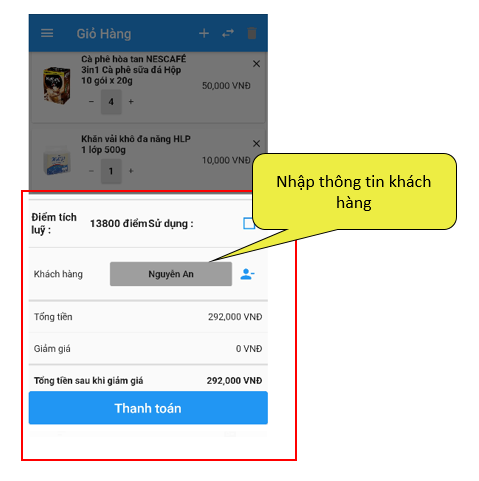 Giỏ Hàng
Cà phê hòa tan NESCAFÉ
3in1 Cà phê sữa đá Hộp
10 gói x 20g
50,000 VNĐ
- 4 +
Khăn vải khô đa năng HLP
1 lớp 500g
10,000 VNĐ
- 1 +
Nhập thông tin khách
hàng
Điểm tích
luỹ :
13800 điểm Sử dụng :
Khách hàng
Nguyên An
Tổng tiền
292,000 VNĐ
Giảm giá
0 VNĐ
Tổng tiền sau khi giảm giá
292,000 VNĐ
Thanh toán